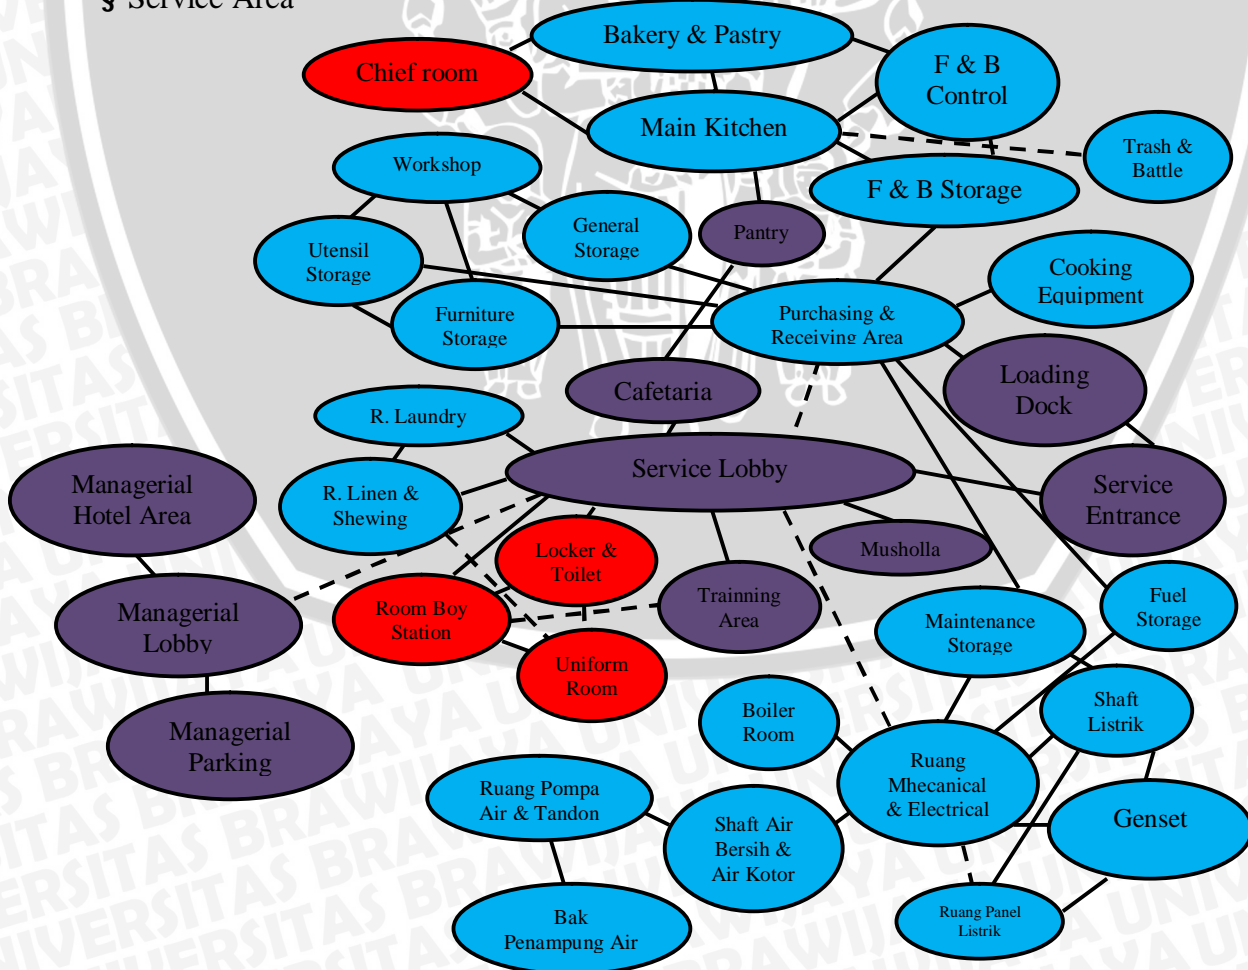 § Service Area
Bakery & Pastry
Chief room
F & B
Control
Main Kitchen
Trash &
Battle
Workshop
F & B Storage
General
Storage
Pantry
Utensil
Storage
Cooking
Equipment
Furniture
Storage
Purchasing &
Receiving Area
Loading
Dock
Cafetaria
R. Laundry
Service Lobby
Managerial
Hotel Area
R. Linen &
Shewing
Service
Entrance
Locker &
Toilet
Musholla
Room Boy
Station
Trainning
Area
Fuel
Storage
Managerial
Lobby
Maintenance
Storage
Uniform
Room
Boiler
Room
Shaft
Listrik
Managerial
Parking
Ruang
Mhecanical
& Electrical
Ruang Pompa
Air & Tandon
Shaft Air
Bersih &
Air Kotor
Genset
Bak
Penampung Air
Ruang Panel
Listrik
UNIVERSITAS BRAWIJAYA